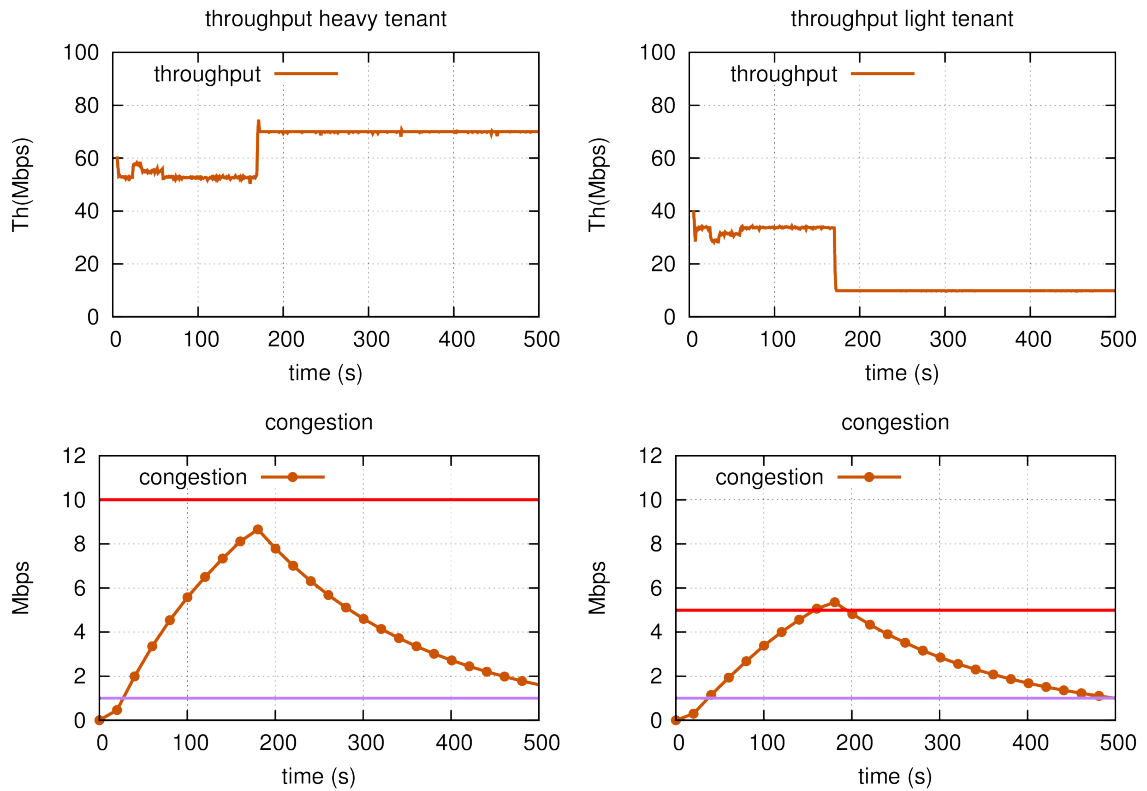 throughput heavy tenant
100
80
60
40
20
0
Th(Mbps)
throughput
0 100 200 300 400 500
time (s)
throughput light tenant
100
80
60
40
20
0
Th(Mbps)
throughput
0 100 200 300 400 500
time (s)
congestion
12
10
8
6
4
2
0
Mbps
congestion
0 100 200 300 400 500
time (s)
congestion
12
10
8
6
4
2
0
Mbps
congestion
0 100 200 300 400 500
time (s)